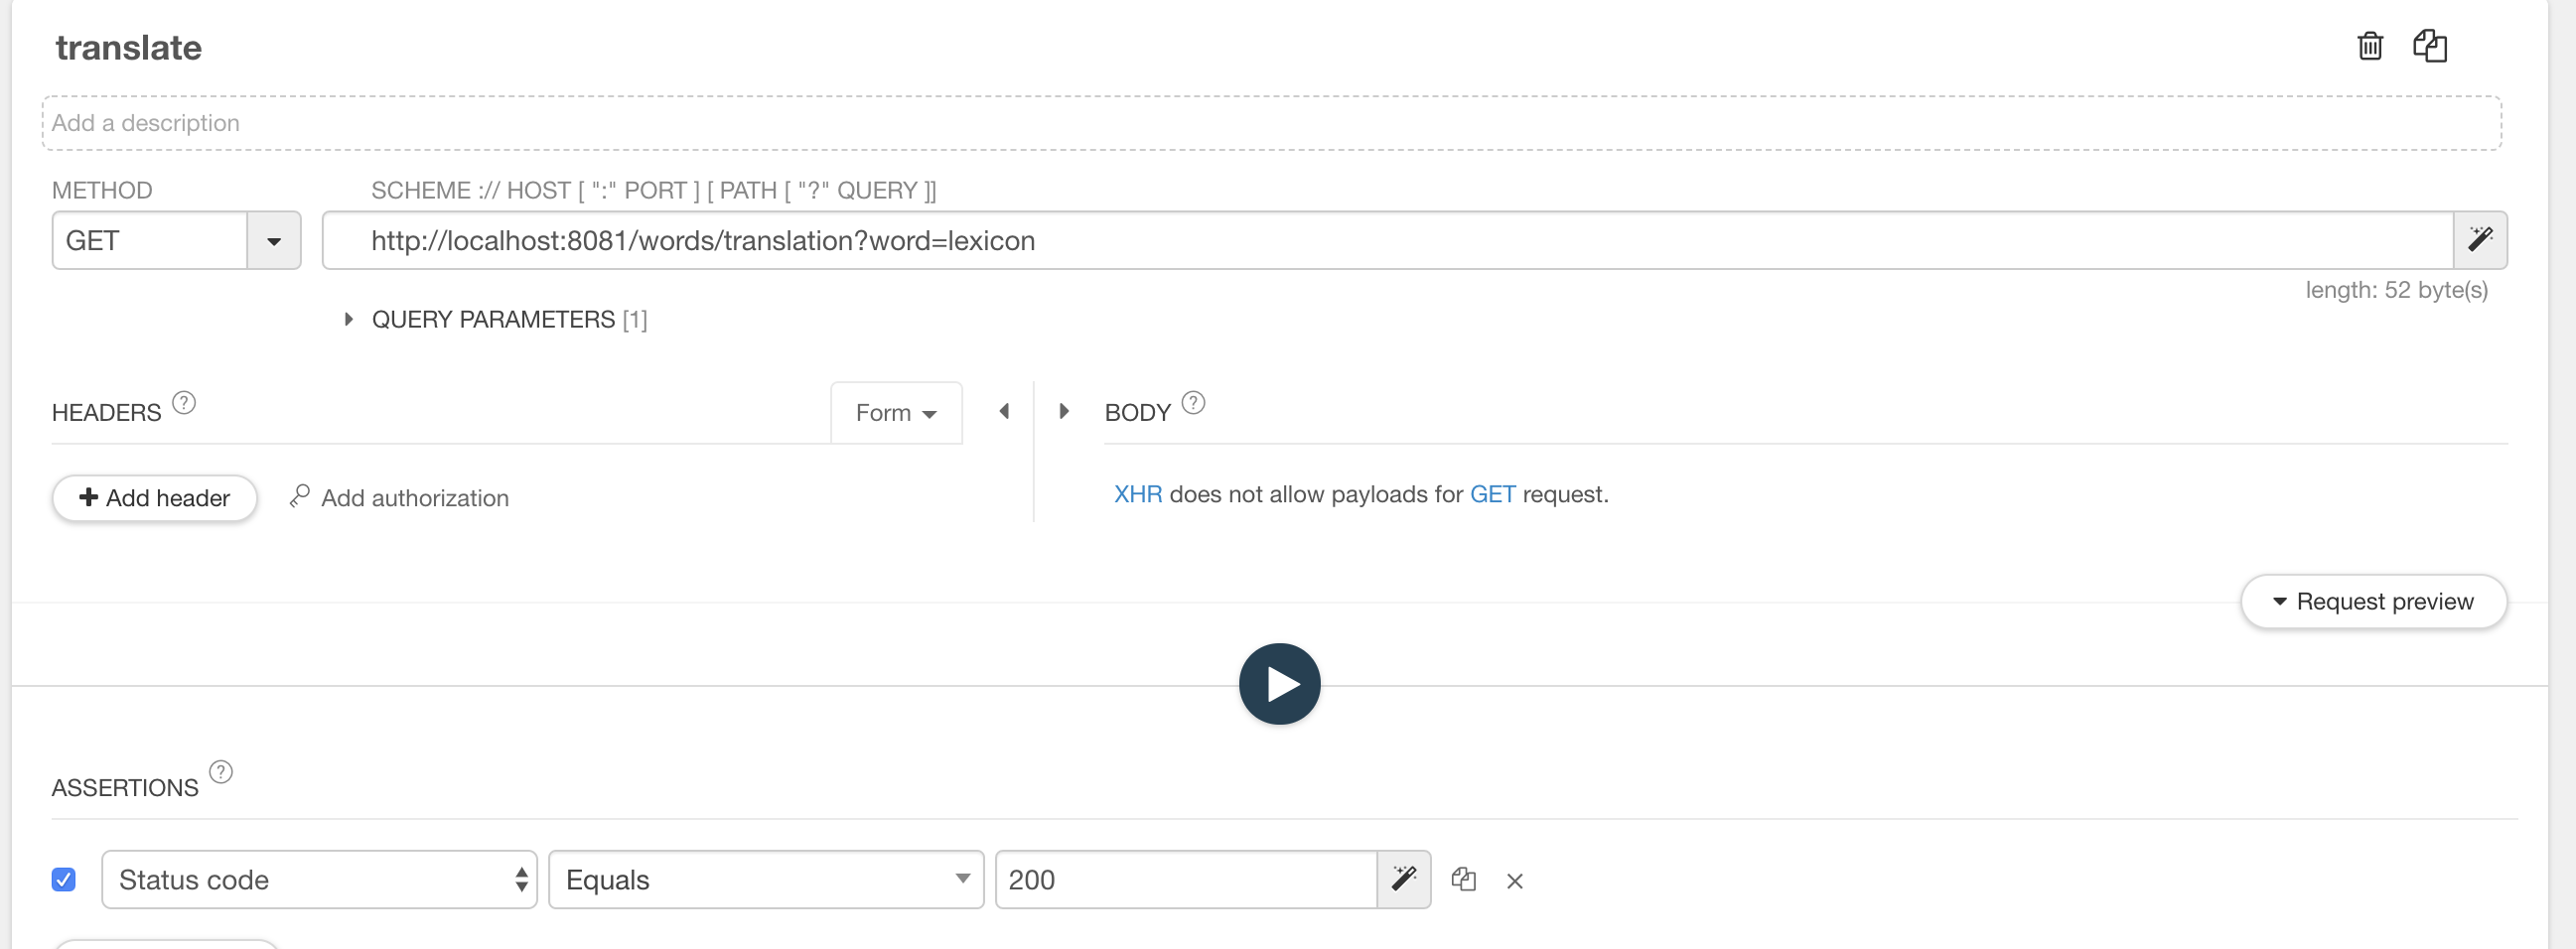 translate
Add a description
METHOD
SCHEME :// HOST [ ":" PORT ] [ PATH [ "?" QUERY ]]
GET
http://localhost:8081/words/translation?word=lexicon
length: 52 byte(s)
QUERY PARAMETERS [1]
HEADERS ?
Form
BODY ?
Add header
Add authorization
XHR does not allow payloads for GET request.
Request preview
ASSERTIONS ?
Status code
Equals
200